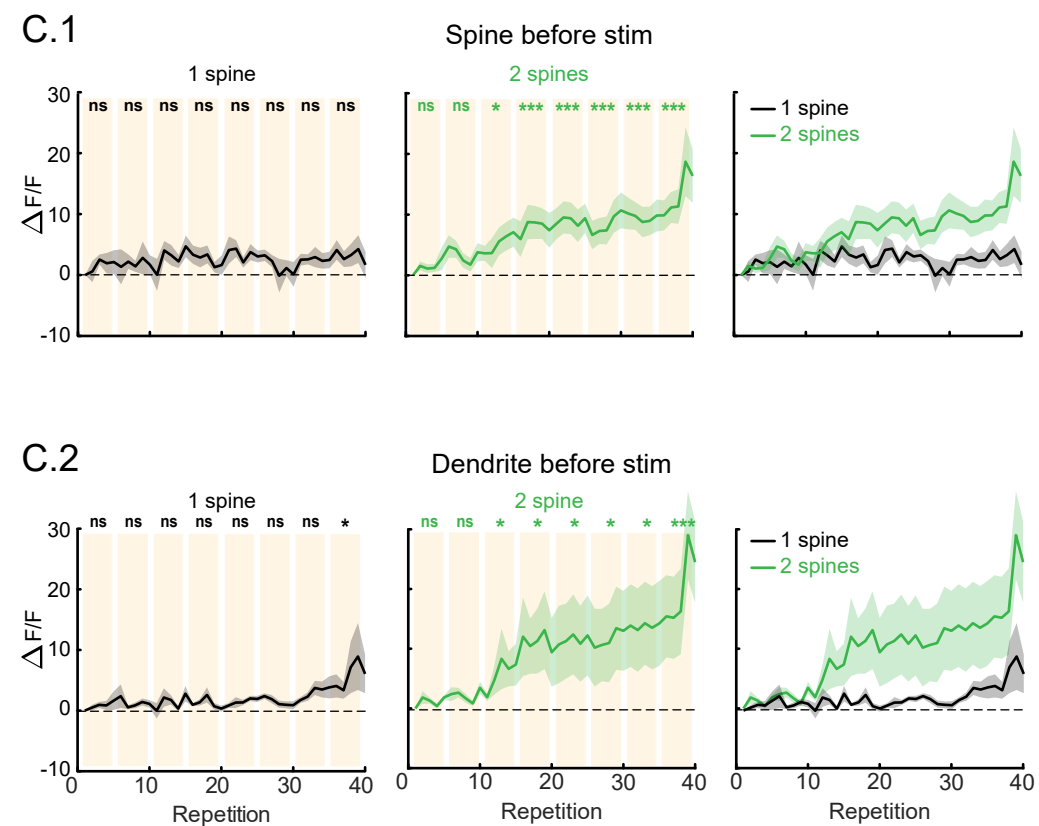 C.1
Spine before stim
1 spine
2 spines
ns ns ns ns ns ns ns ns
ns ns * *** *** *** *** ***
1 spine
2 spines
30
20
10
0
-10
ΔF/F
C.2
Dendrite before stim
1 spine
2 spine
ns ns ns ns ns ns ns *
ns ns * * * * * ***
1 spine
2 spines
30
20
10
0
-10
ΔF/F
0 10 20 30 40
0 10 20 30 40
0 10 20 30 40
Repetition
Repetition
Repetition